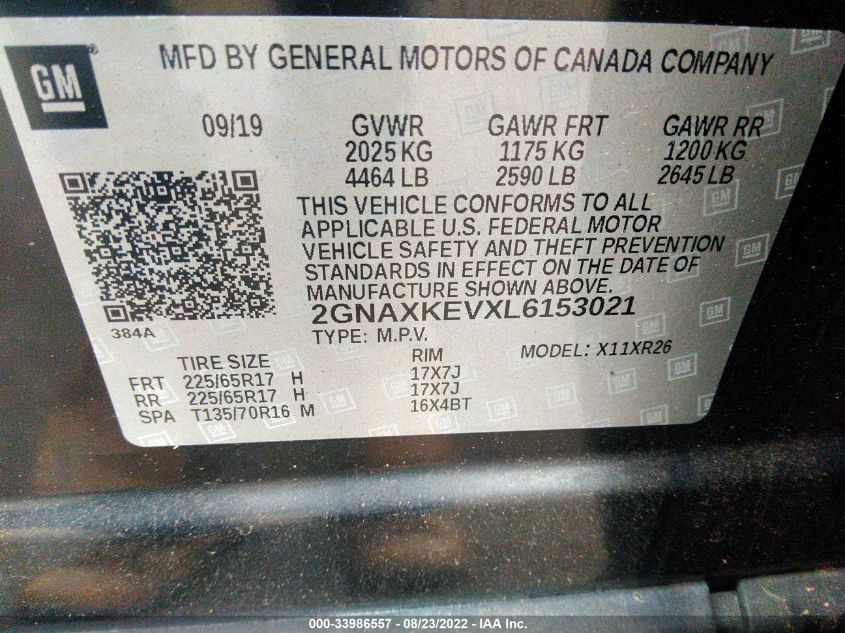 GM
MFD BY GENERAL MOTORS OF CANADA COMPANY
09/19 GVWR GAWR FRT GAWR RR
2025 KG 1175 KG 1200 KG
4464 LB 2590 LB 2645 LB
THIS VEHICLE CONFORMS TO ALL
APPLICABLE U.S. FEDERAL MOTOR
VEHICLE SAFETY AND THEFT PREVENTION
STANDARDS IN EFFECT ON THE DATE OF
MANUFACTURE SHOWN ABOVE.
2GNAXKEVXL6153021
384A TYPE: M.P.V.
TIRE SIZE RIM MODEL: X11XR26
FRT 225/65R17 H 17X7J
RR 225/65R17 H 17X7J
SPA T135/70R16 M 16X4BT
000-33986557 - 08/23/2022 - IAA Inc.